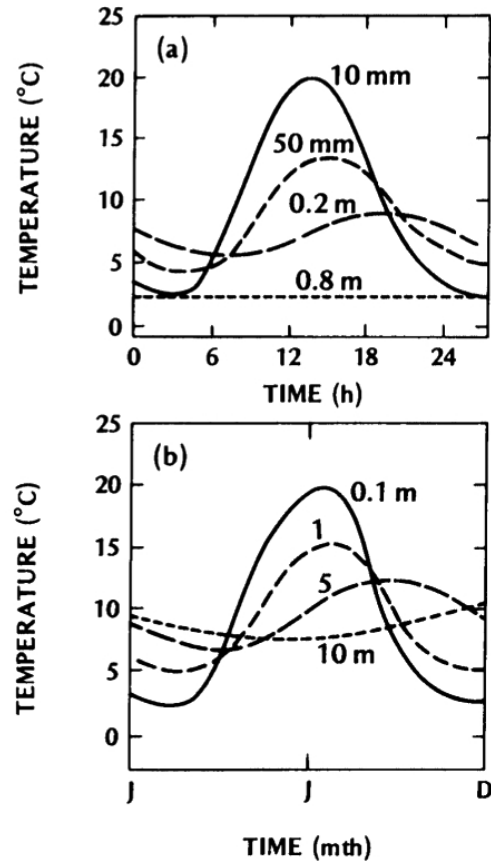 (a)
TEMPERATURE (°C)
25
20
15
10
5
0
10 mm
50 mm
0.2 m
0.8 m
0 6 12 18 24
TIME (h)
(b)
TEMPERATURE (°C)
25
20
15
10
5
0
0.1 m
1
5
10 m
J J D
TIME (mth)